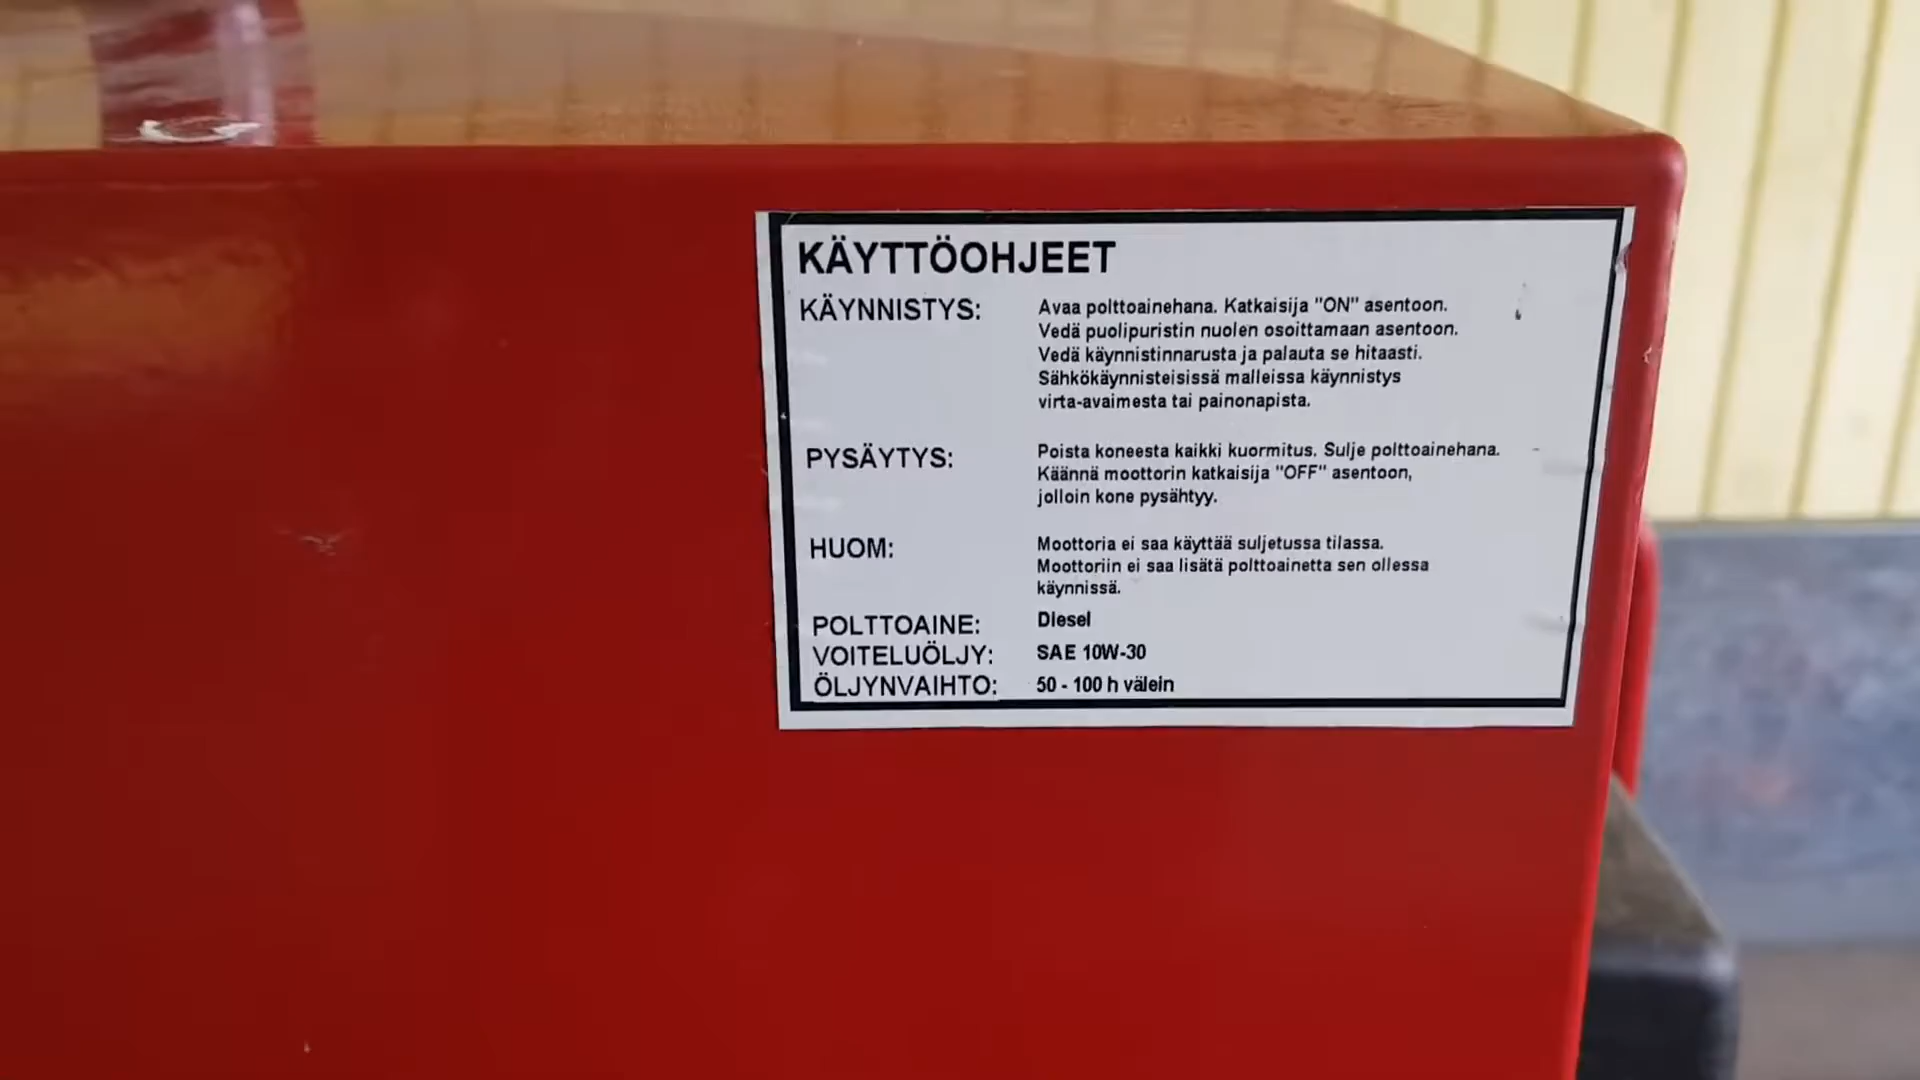 KÄYTTÖOHJEET
KÄYNNISTYS: Avaa polttoainehana. Katkaisija "ON" asentoon.
Vedä puolipuristin nuolen osoittamaan asentoon.
Vedä käynnistinnarusta ja palauta se hitaasti.
Sähkökäynnisteisissä malleissa käynnistys
virta-avaimesta tai painonapista.
PYSÄYTYS: Poista koneesta kaikki kuormitus. Sulje polttoainehana.
Käännä moottorin katkaisija "OFF" asentoon,
jolloin kone pysähtyy.
HUOM: Moottoria ei saa käyttää suljetussa tilassa.
Moottoriin ei saa lisätä polttoainetta sen ollessa
käynnissä.
POLTTOAINE: Diesel
VOITELUÖLJY: SAE 10W-30
ÖLJYNVAIHTO: 50 - 100 h välein